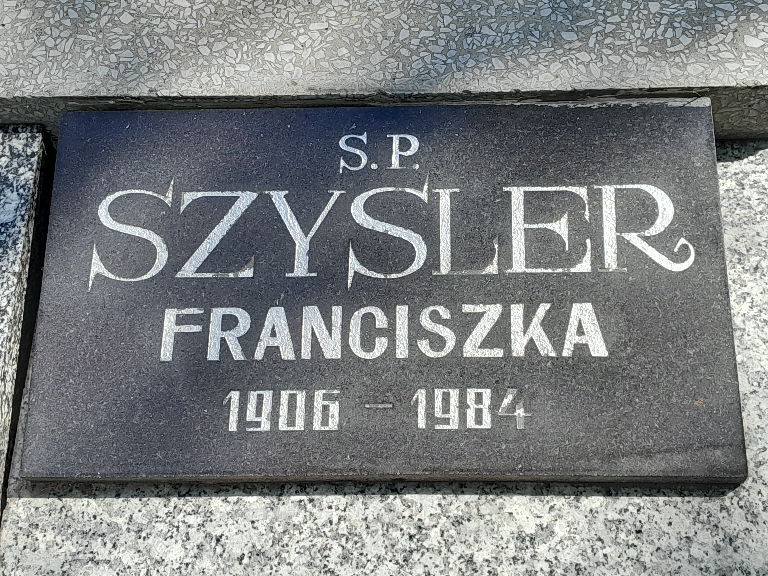 S.P.
SZYSLER
FRANCISZKA
1906 - 1984